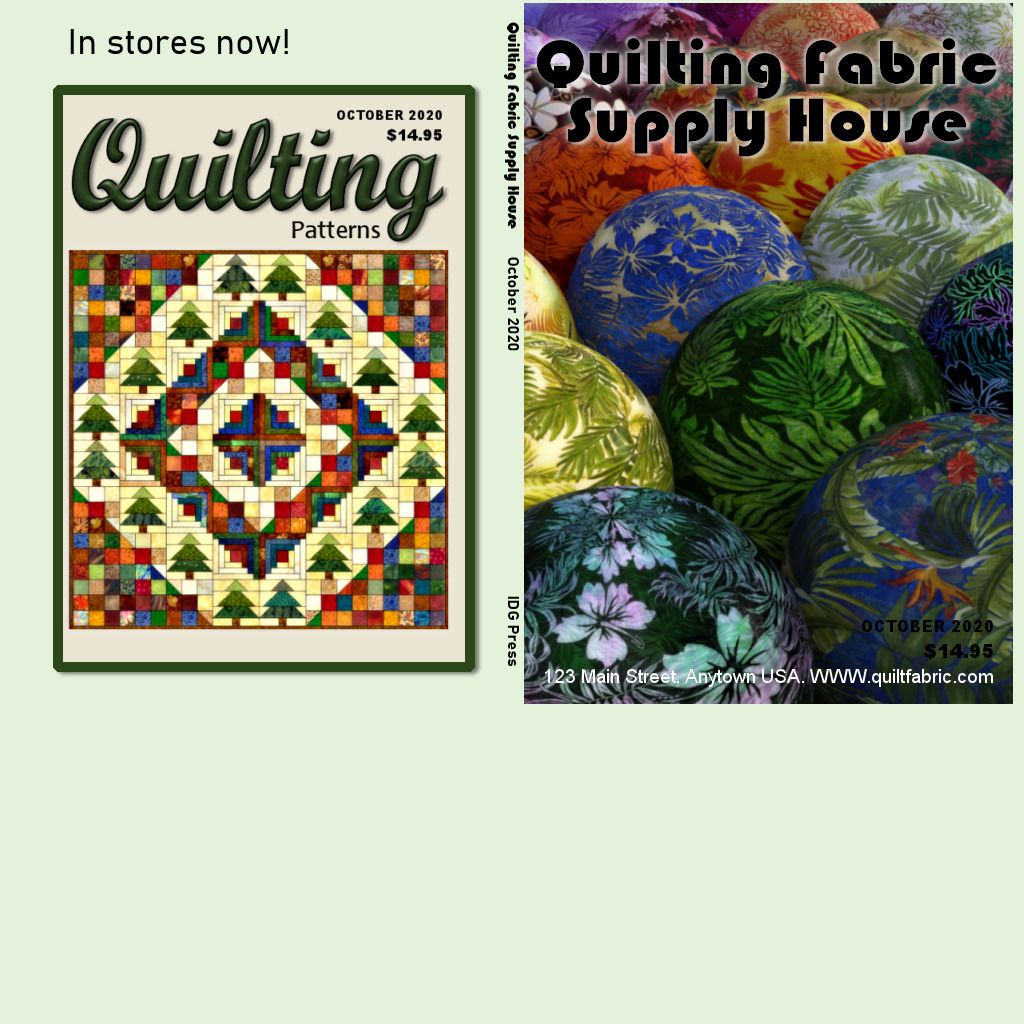 In stores now!
OCTOBER 2020
$14.95
Quilting
Patterns
Quilting Fabric Supply House
October 2020
IDG Press
Quilting Fabric
Supply House
OCTOBER 2020
$14.95
123 Main Street, Anytown USA. WWW.quiltfabric.com